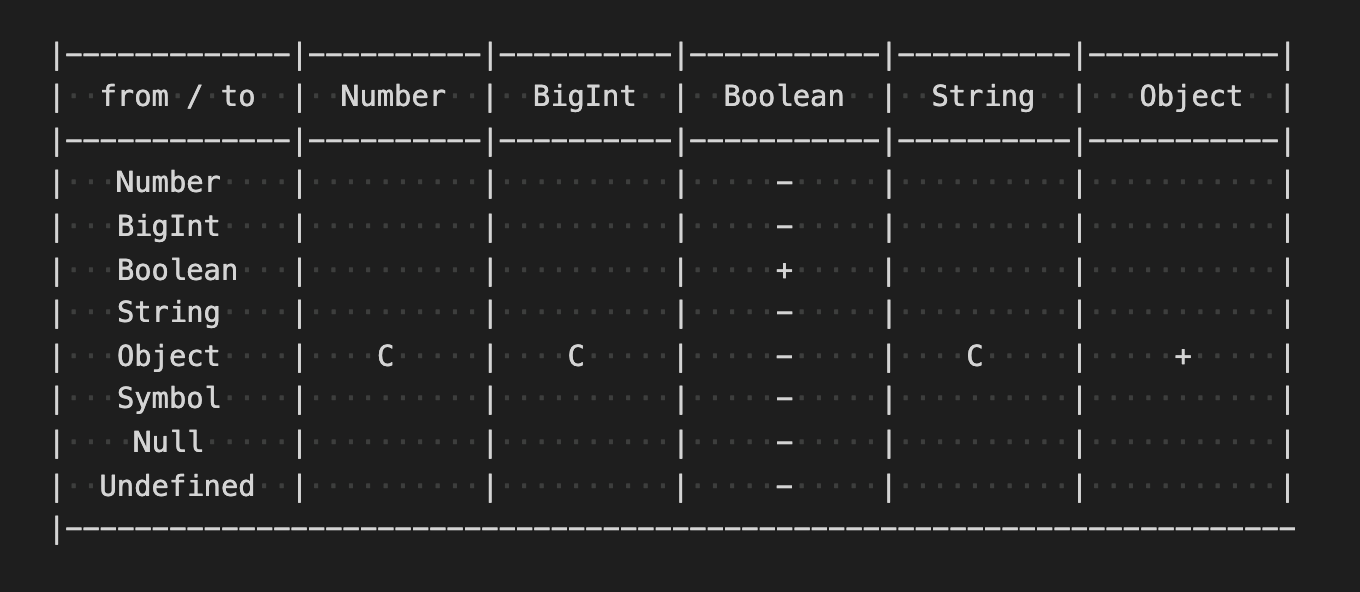 |-------------|----------|----------|-----------|----------|-----------|
|  from / to  |  Number  |  BigInt  |  Boolean  |  String  |   Object  |
|-------------|----------|----------|-----------|----------|-----------|
|   Number    |          |          |     -     |          |           |
|   BigInt    |          |          |     -     |          |           |
|   Boolean   |          |          |     +     |          |           |
|   String    |          |          |     -     |          |           |
|   Object    |    C     |    C     |     -     |    C     |     +     |
|   Symbol    |          |          |     -     |          |           |
|    Null     |          |          |     -     |          |           |
|  Undefined  |          |          |     -     |          |           |
|-----------------------------------------------------------------------